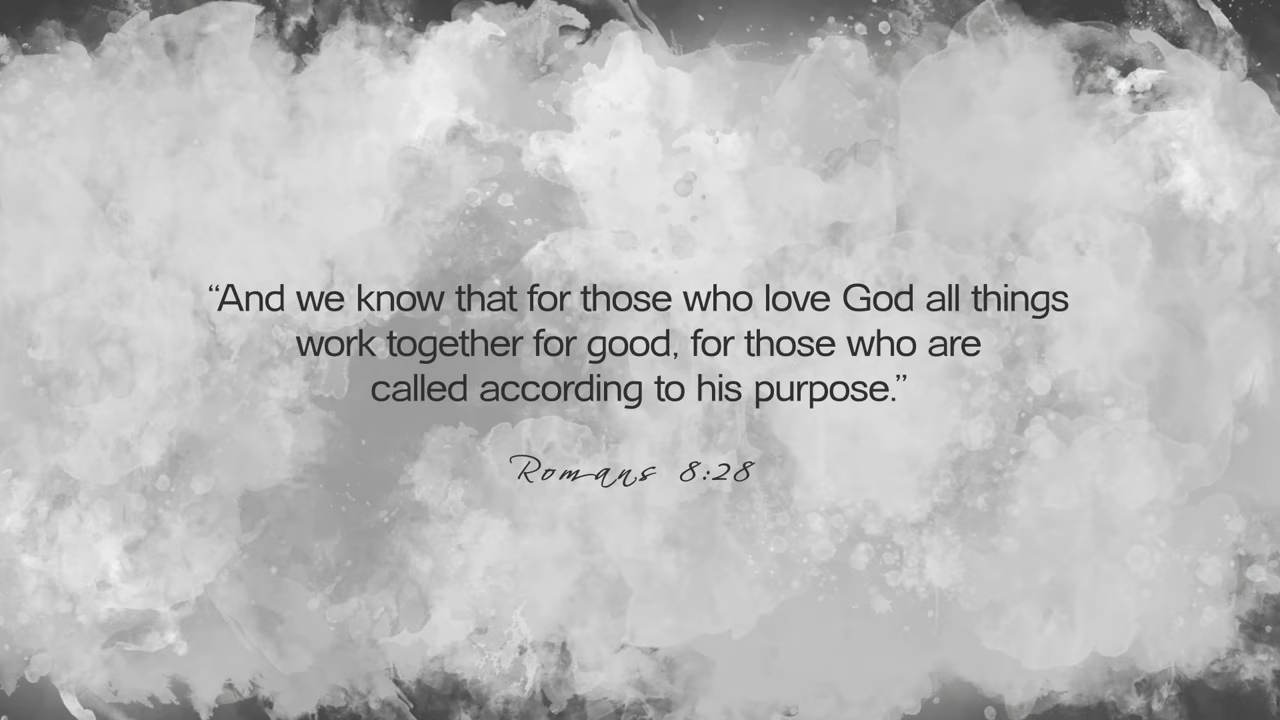 “And we know that for those who love God all things
work together for good, for those who are
called according to his purpose.”
Romans 8:28